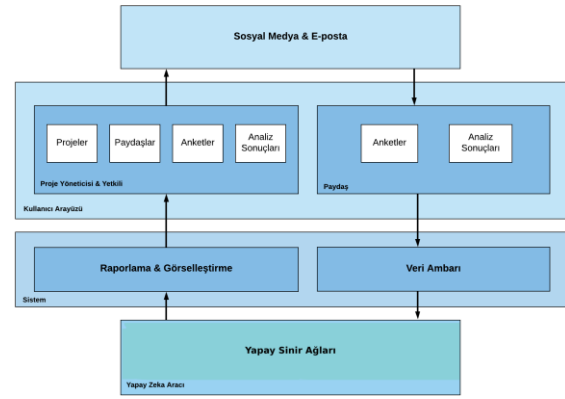 Sosyal Medya & E-posta
Projeler
Paydaşlar
Anketler
Analiz
Sonuçları
Proje Yöneticisi & Yetkili
Anketler
Analiz
Sonuçları
Paydaş
Kullanıcı Arayüzü
Raporlama & Görselleştirme
Veri Ambarı
Sistem
Yapay Sinir Ağları
Yapay Zeka Aracı